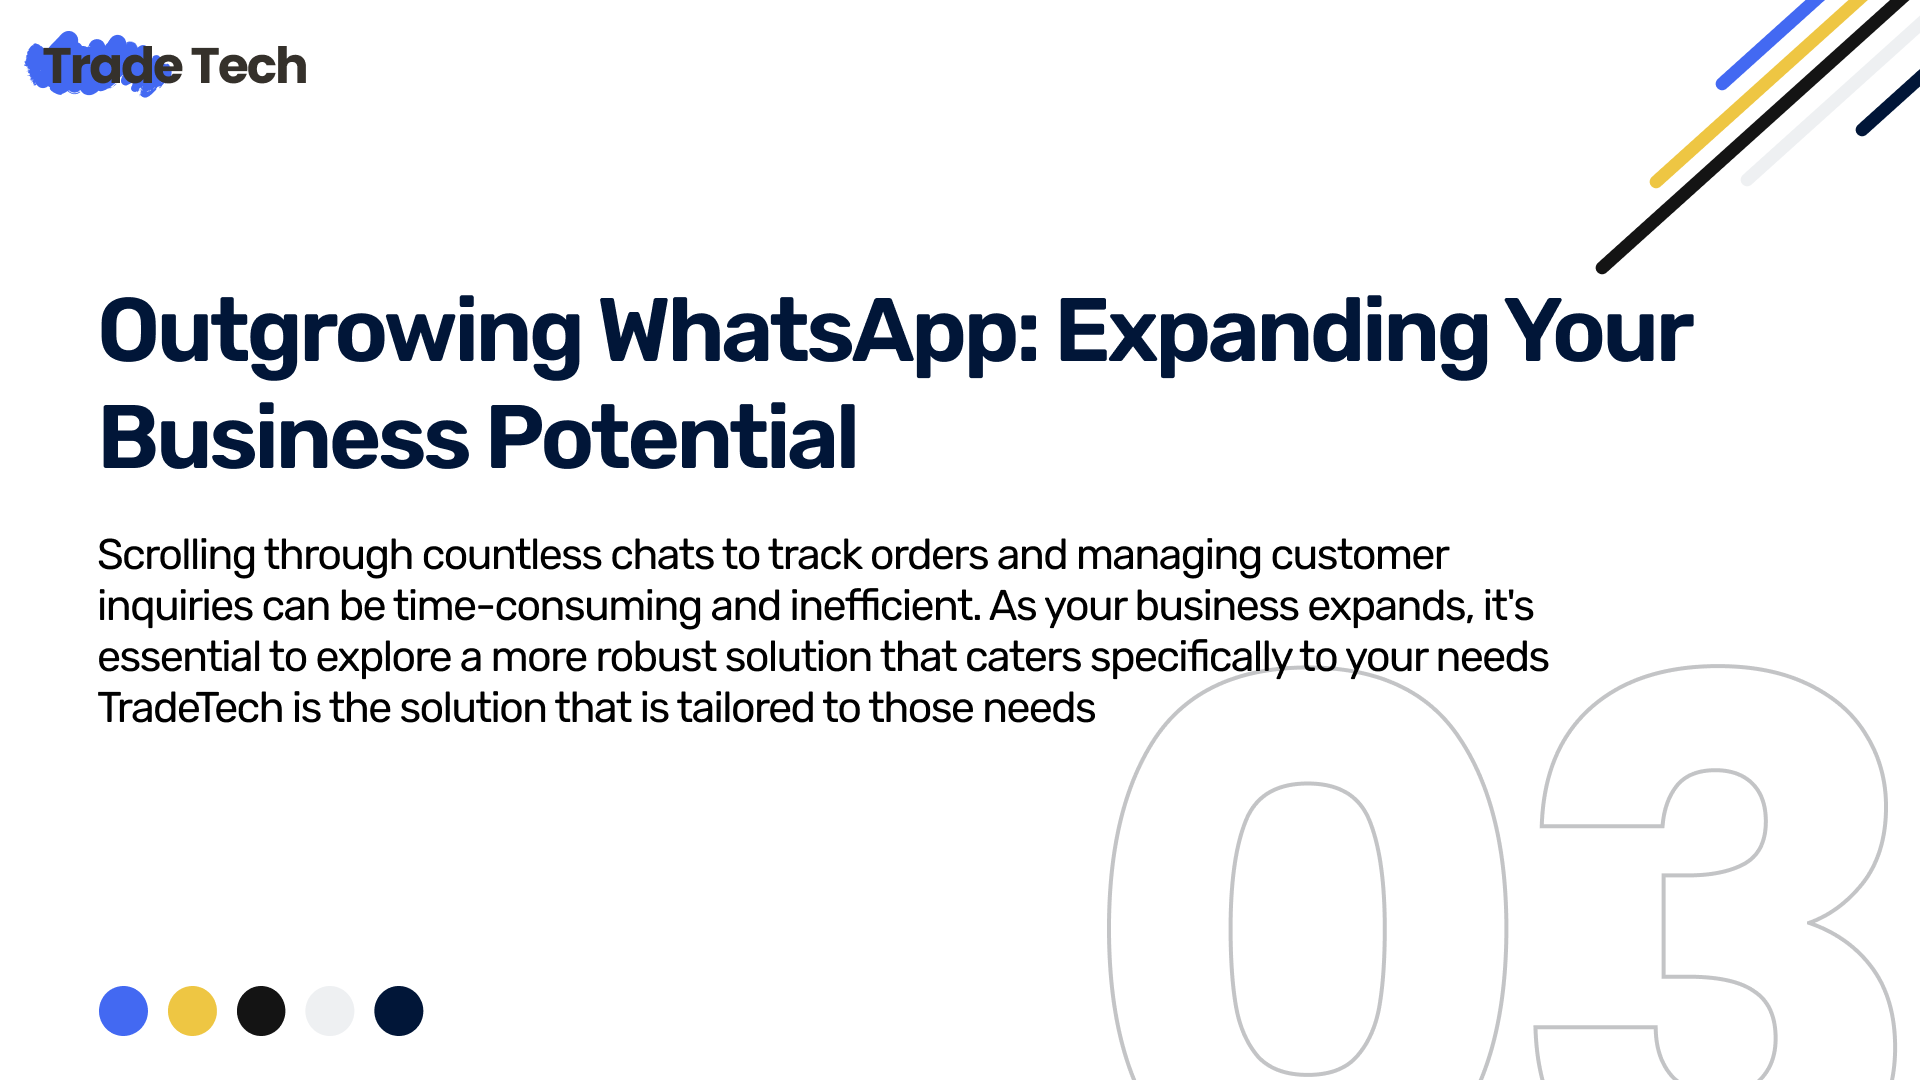 Trade Tech
Outgrowing WhatsApp: Expanding Your
Business Potential
Scrolling through countless chats to track orders and managing customer
inquiries can be time-consuming and inefficient. As your business expands, it's
essential to explore a more robust solution that caters specifically to your needs
TradeTech is the solution that is tailored to those needs
03